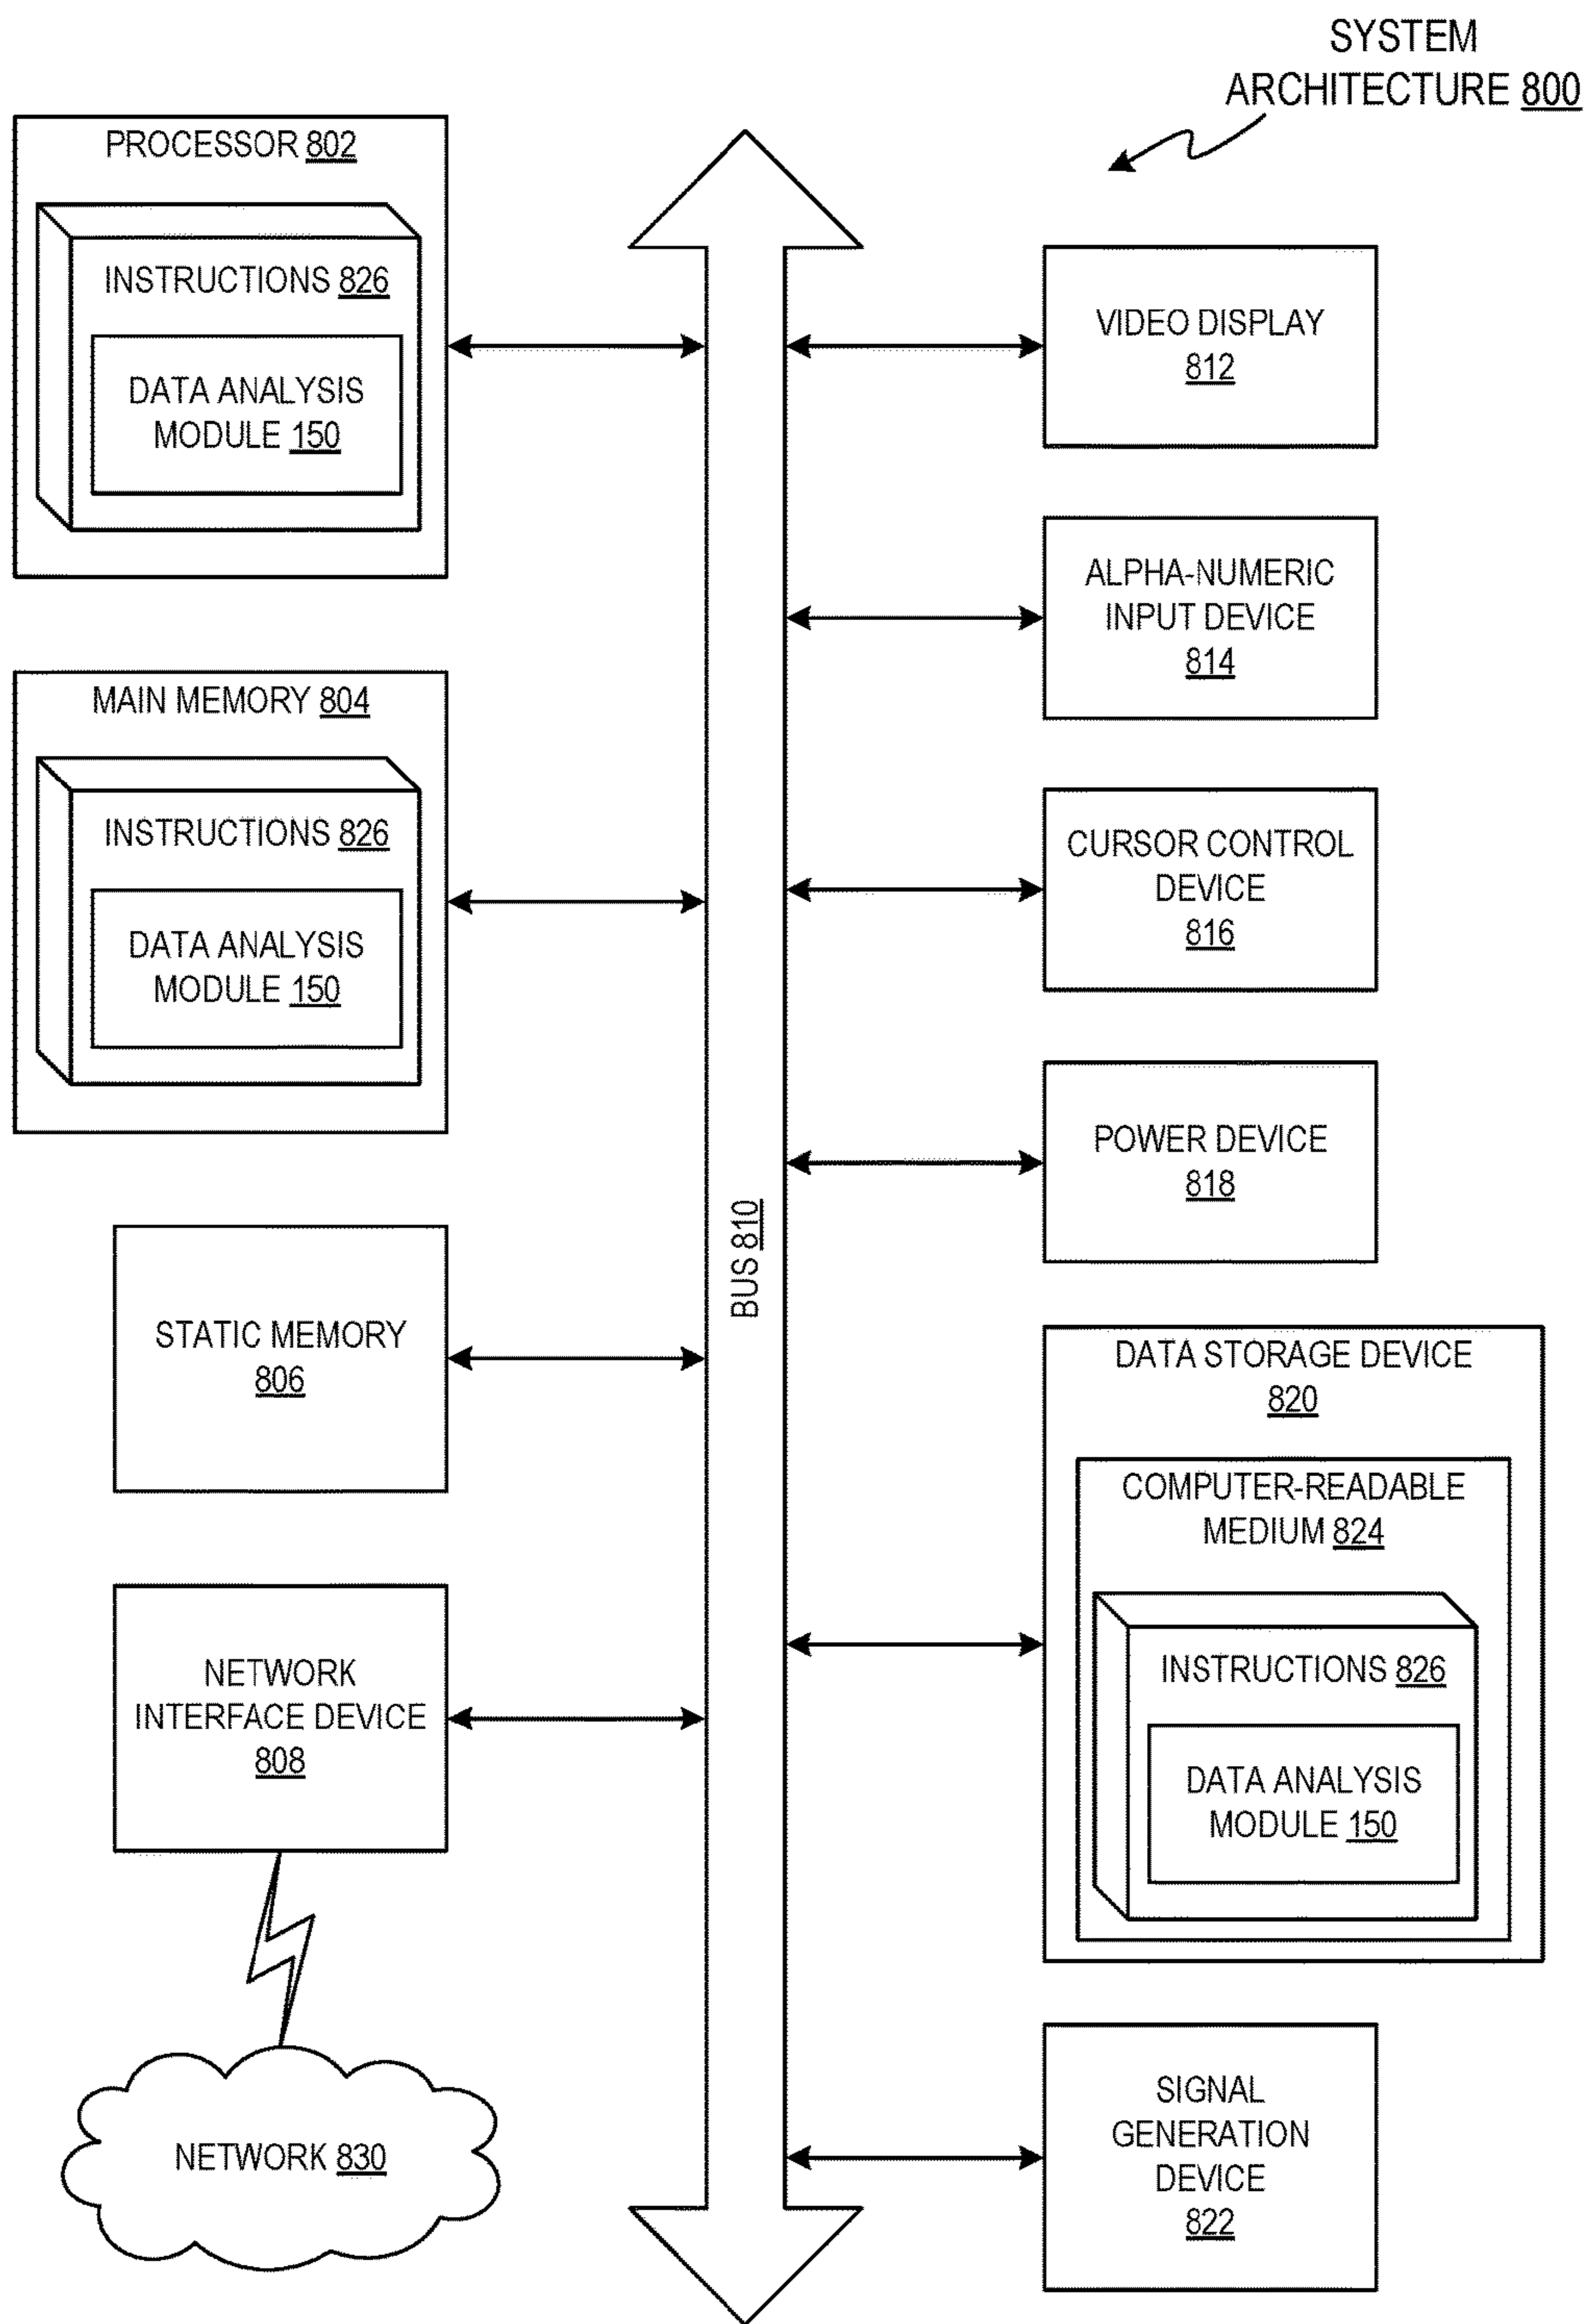 SYSTEM
ARCHITECTURE 800
PROCESSOR 802
INSTRUCTIONS 826
DATA ANALYSIS
MODULE 150
MAIN MEMORY 804
INSTRUCTIONS 826
DATA ANALYSIS
MODULE 150
STATIC MEMORY
806
NETWORK
INTERFACE DEVICE
808
NETWORK 830
BUS 810
VIDEO DISPLAY
812
ALPHA-NUMERIC
INPUT DEVICE
814
CURSOR CONTROL
DEVICE
816
POWER DEVICE
818
DATA STORAGE DEVICE
820
COMPUTER-READABLE
MEDIUM 824
INSTRUCTIONS 826
DATA ANALYSIS
MODULE 150
SIGNAL
GENERATION
DEVICE
822